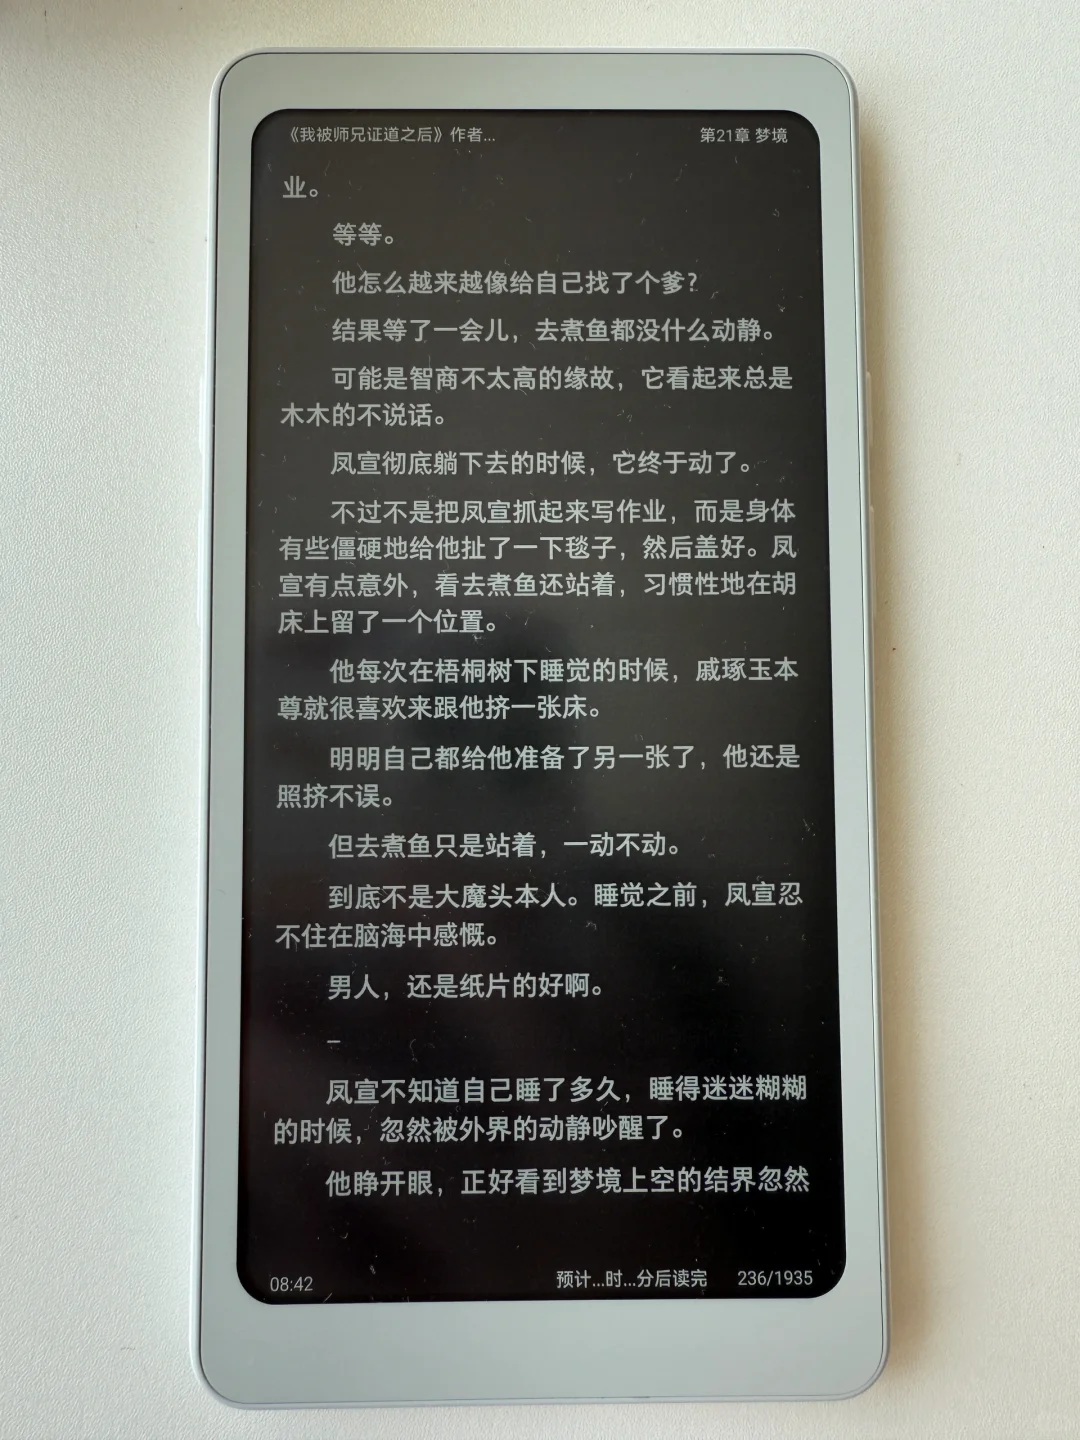 《我被师兄证道之后》作者...
第21章 梦境
业。
等等。
他怎么越来越像给自己找了个爹？
结果等了一会儿，去煮鱼都没什么动静。
可能是智商不太高的缘故，它看起来总是
木木的不说话。
凤宣彻底躺下去的时候，它终于动了。
不过不是把凤宣抓起来写作业，而是身体
有些僵硬地给他扯了一下毯子，然后盖好。凤
宣有点意外，看去煮鱼还站着，习惯性地在胡
床上留了一个位置。
他每次在梧桐树下睡觉的时候，戚琢玉本
尊就很喜欢来跟他挤一张床。
明明自己都给他准备了另一张了，他还是
照挤不误。
但去煮鱼只是站着，一动不动。
到底不是大魔头本人。睡觉之前，凤宣忍
不住在脑海中感慨。
男人，还是纸片的好啊。
–
凤宣不知道自己睡了多久，睡得迷迷糊糊
的时候，忽然被外界的动静吵醒了。
他睁开眼，正好看到梦境上空的结界忽然
08:42
预计...时...分后读完
236/1935